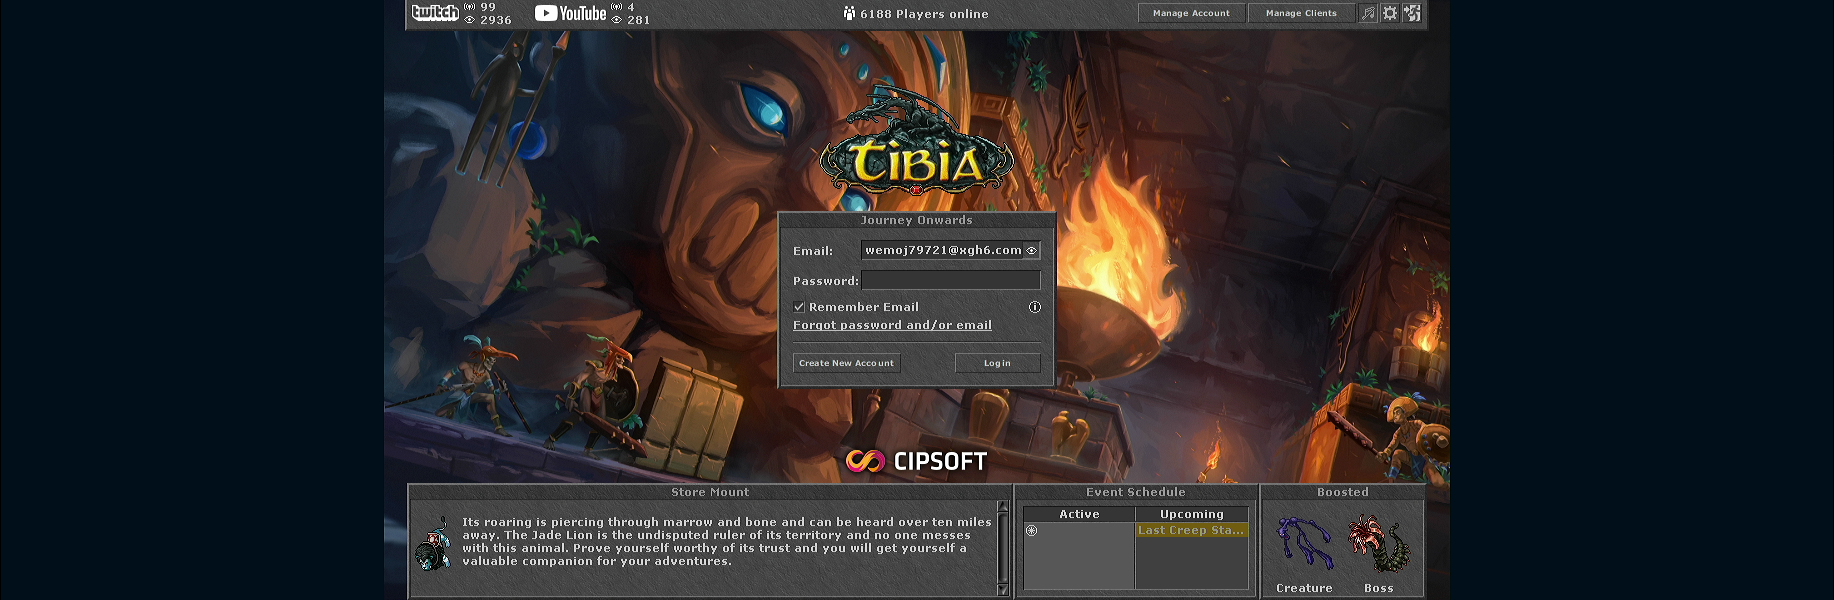 twitch 99
2936
YouTube 4
281
6188 Players online
Manage Account
Manage Clients
TIBIA
Journey Onwards
Email: wemoj79721@xgh6.com
Password:
Remember Email
Forgot password and/or email
Create New Account
Login
CIPSOFT
Store Mount
Its roaring is piercing through marrow and bone and can be heard over ten miles
away. The Jade Lion is the undisputed ruler of its territory and no one messes
with this animal. Prove yourself worthy of its trust and you will get yourself a
valuable companion for your adventures.
Event Schedule
Active Upcoming
Last Creep Sta...
Boosted
Creature Boss